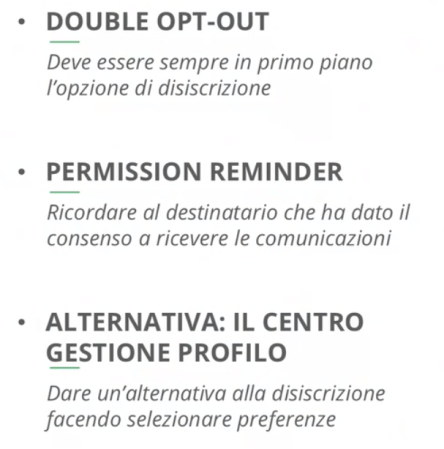 • DOUBLE OPT-OUT
Deve essere sempre in primo piano
l'opzione di disiscrizione
• PERMISSION REMINDER
Ricordare al destinatario che ha dato il
consenso a ricevere le comunicazioni
• ALTERNATIVA: IL CENTRO
GESTIONE PROFILO
Dare un'alternativa alla disiscrizione
facendo selezionare preferenze